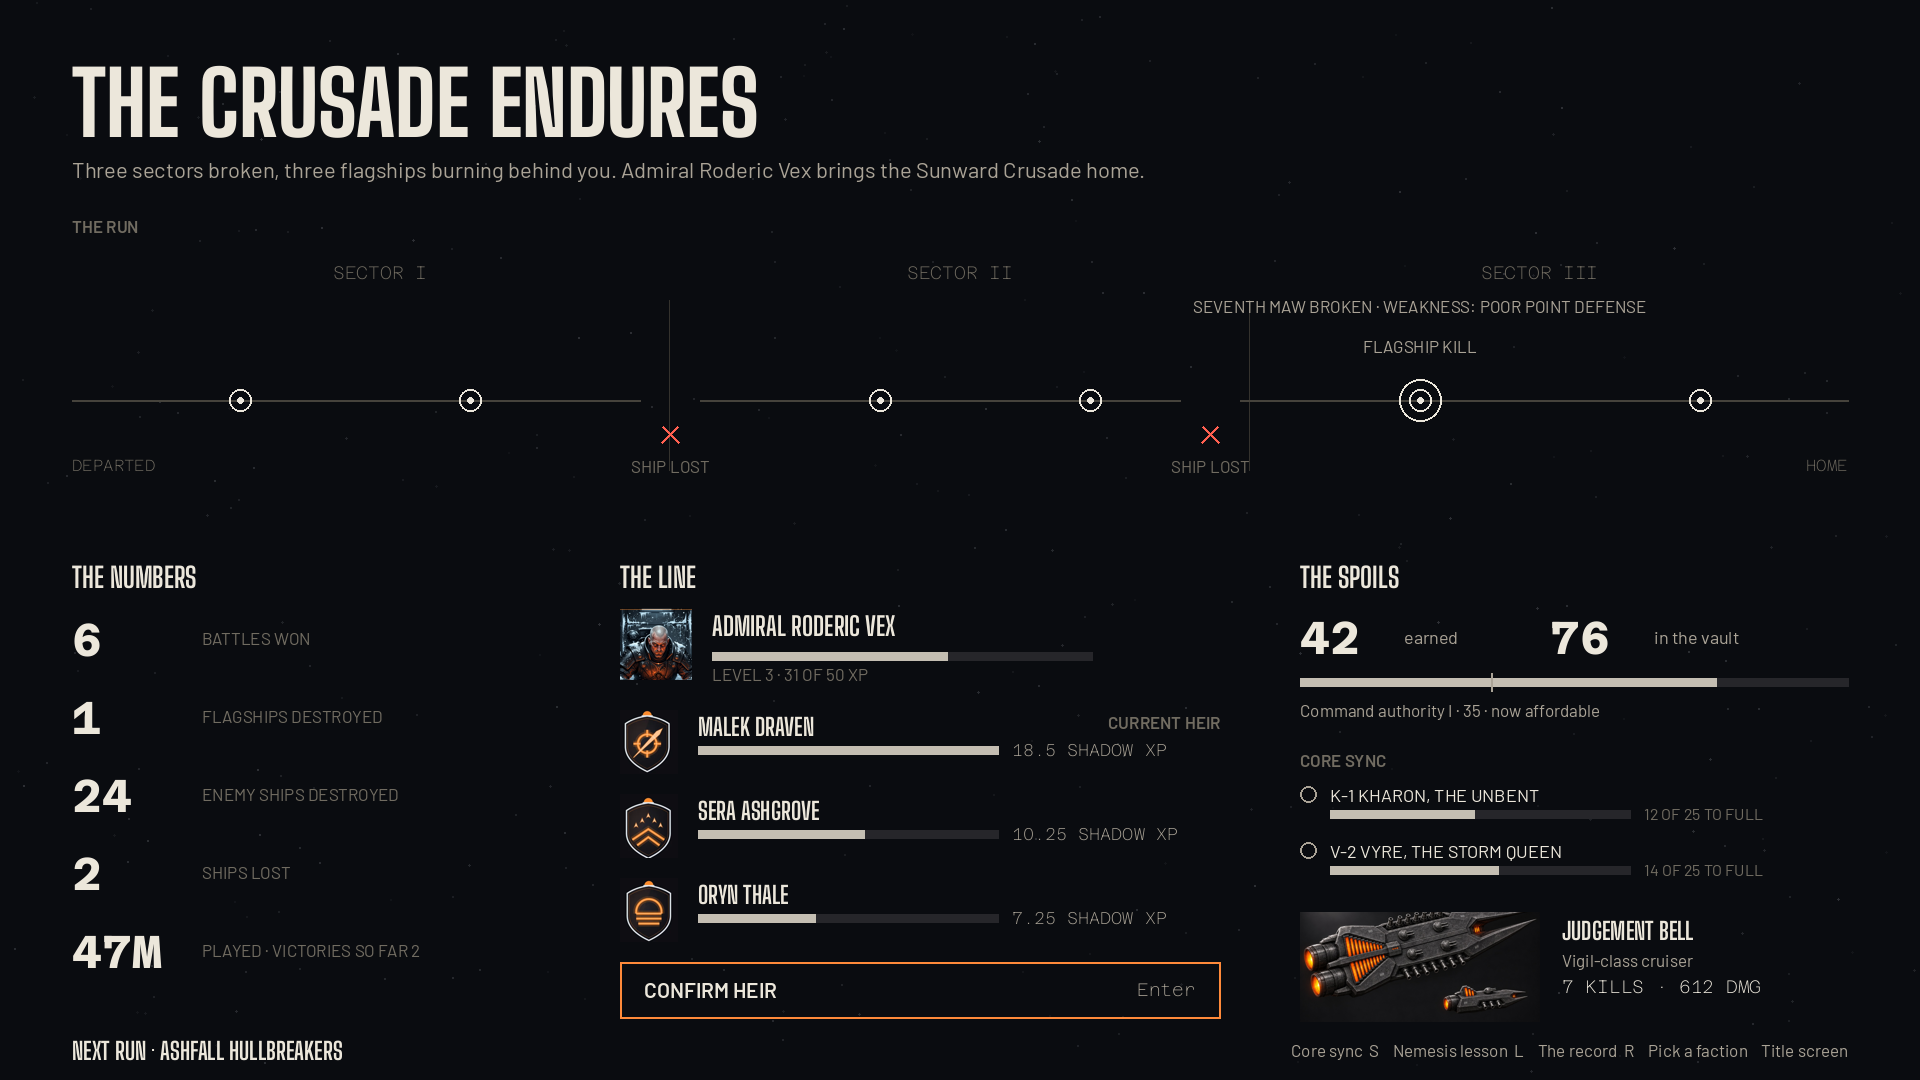 THE CRUSADE ENDURES
Three sectors broken, three flagships burning behind you. Admiral Roderic Vex brings the Sunward Crusade home.
THE RUN
SECTOR I
SECTOR II
SECTOR III
SEVENTH MAW BROKEN · WEAKNESS: POOR POINT DEFENSE
FLAGSHIP KILL
DEPARTED
SHIP LOST
SHIP LOST
HOME
THE NUMBERS
6 BATTLES WON
1 FLAGSHIPS DESTROYED
24 ENEMY SHIPS DESTROYED
2 SHIPS LOST
47M PLAYED · VICTORIES SO FAR 2
THE LINE
ADMIRAL RODERIC VEX
LEVEL 3 · 31 OF 50 XP
MALEK DRAVEN
CURRENT HEIR
18.5 SHADOW XP
SERA ASHGROVE
10.25 SHADOW XP
ORYN THALE
7.25 SHADOW XP
CONFIRM HEIR Enter
THE SPOILS
42 earned 76 in the vault
Command authority I · 35 · now affordable
CORE SYNC
K-1 KHARON, THE UNBENT
12 OF 25 TO FULL
V-2 VYRE, THE STORM QUEEN
14 OF 25 TO FULL
JUDGEMENT BELL
Vigil-class cruiser
7 KILLS · 612 DMG
NEXT RUN · ASHFALL HULLBREAKERS
Core sync S Nemesis lesson L The record R Pick a faction Title screen